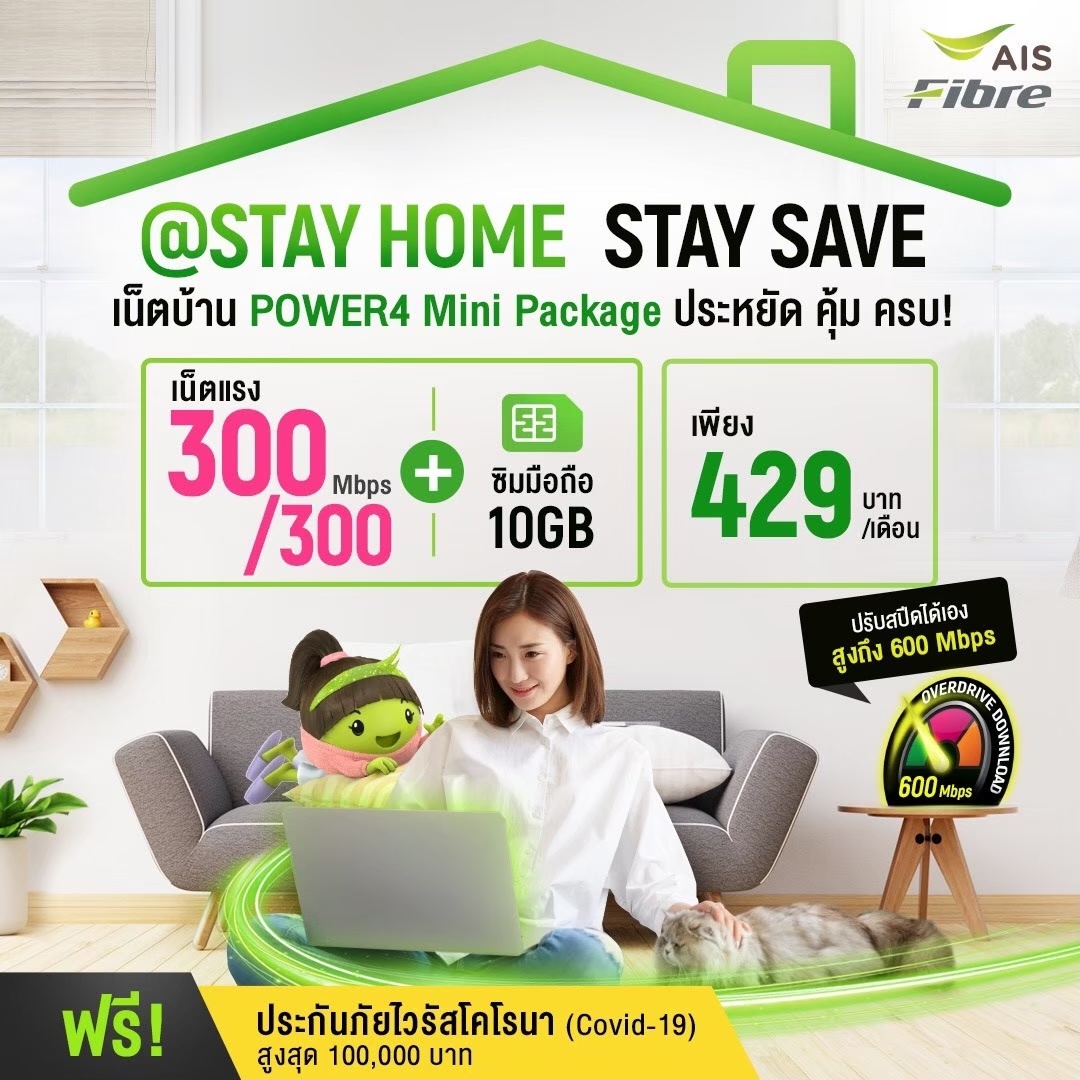 AIS
Fibre
@STAY HOME STAY SAVE
เน็ตบ้าน POWER4 Mini Package ประหยัด คุ้ม ครบ!
เน็ตแรง
300 Mbps
/300
+
ซิมมือถือ
10GB
เพียง
429 บาท
/เดือน
ปรับสปีดได้เอง
สูงถึง 600 Mbps
OVERDRIVE DOWNLOAD
600 Mbps
ฟรี!
ประกันภัยไวรัสโคโรนา (Covid-19)
สูงสุด 100,000 บาท